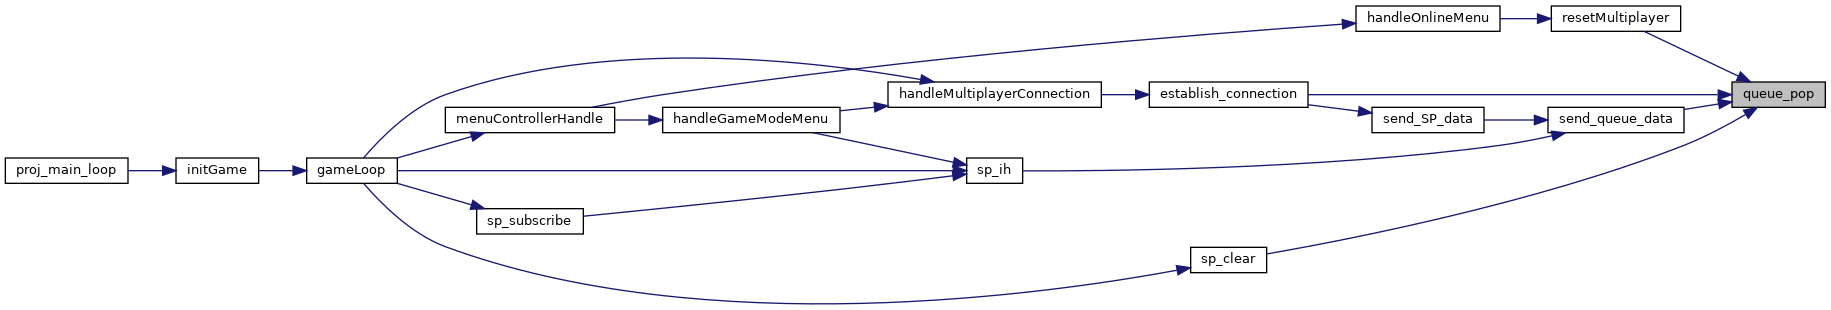 handleOnlineMenu
resetMultiplayer
handleMultiplayerConnection
establish_connection
queue_pop
menuControllerHandle
handleGameModeMenu
send_SP_data
send_queue_data
proj_main_loop
initGame
gameLoop
sp_ih
sp_subscribe
sp_clear